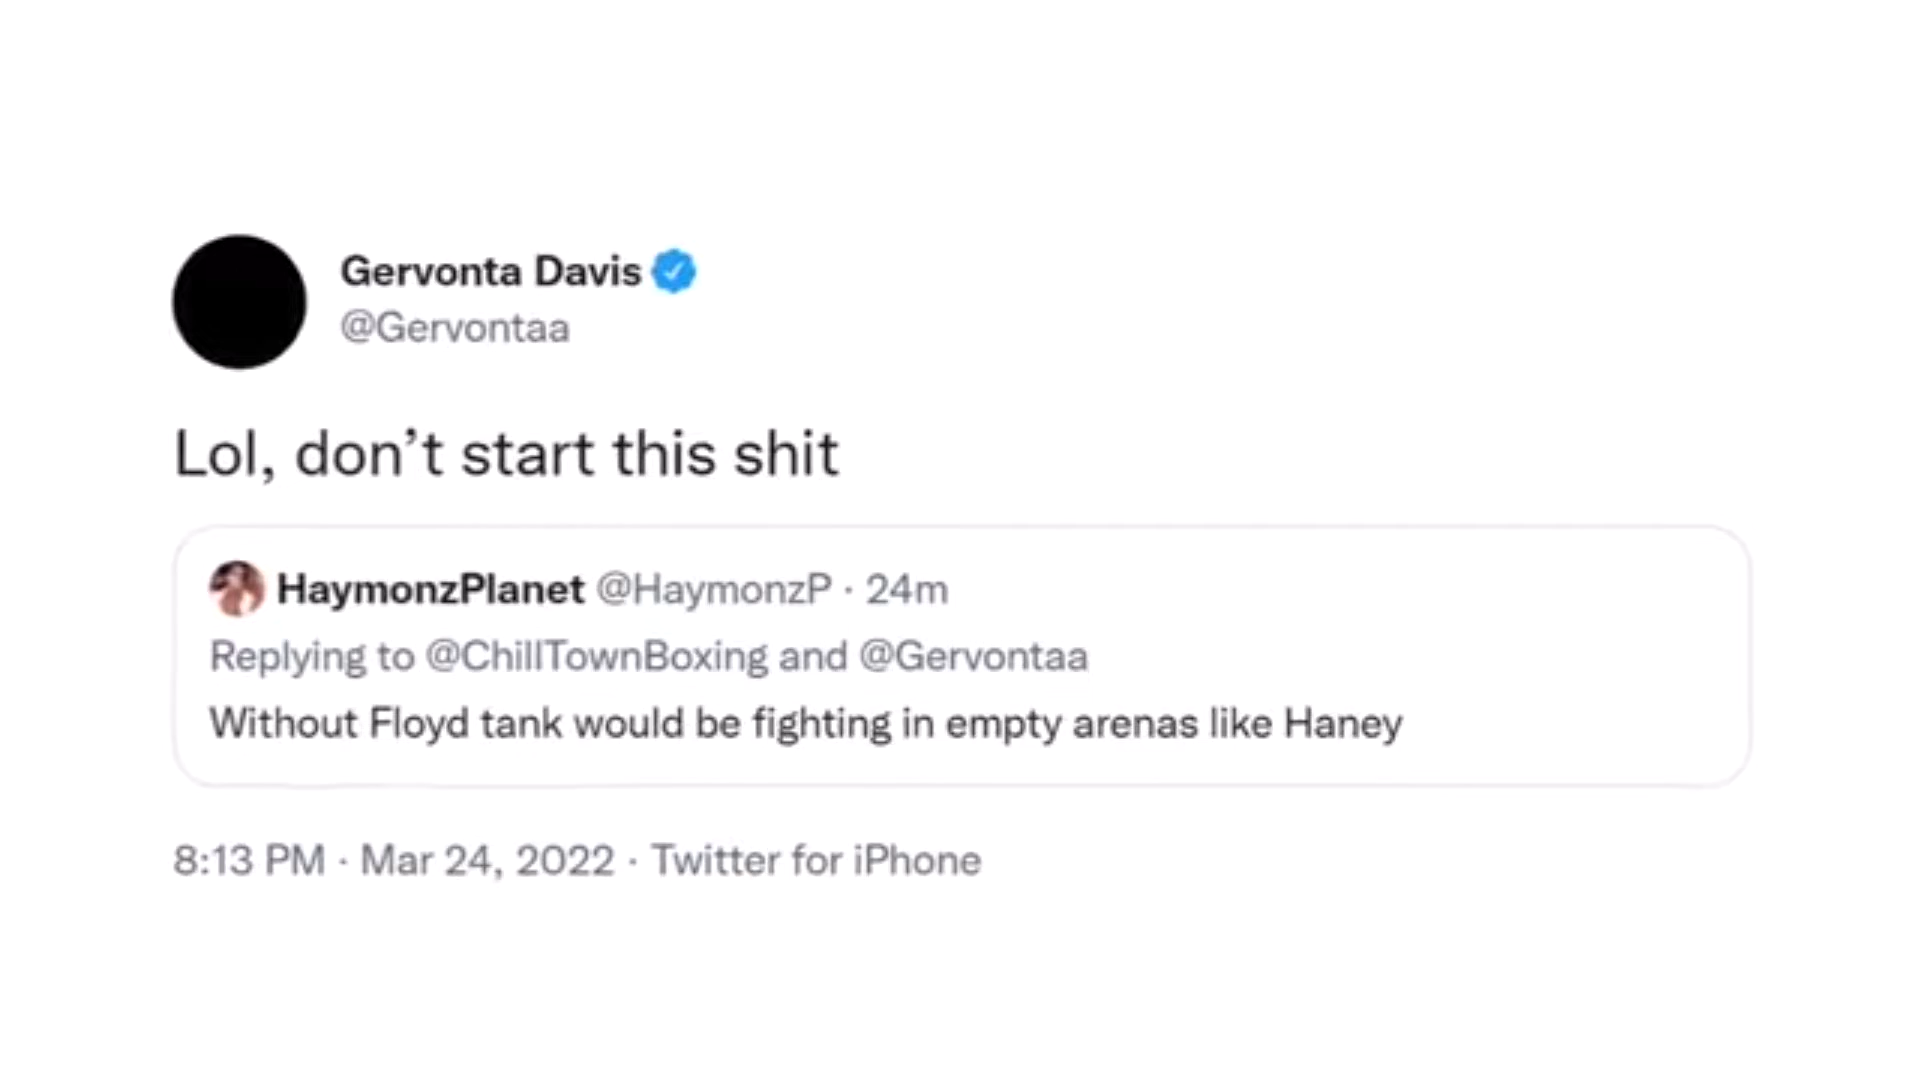 Gervonta Davis
@Gervontaa
Lol, don’t start this shit
HaymonzPlanet @HaymonzP · 24m
Replying to @ChillTownBoxing and @Gervontaa
Without Floyd tank would be fighting in empty arenas like Haney
8:13 PM · Mar 24, 2022 · Twitter for iPhone